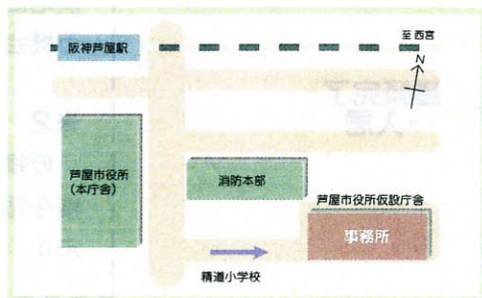 至 西宮
阪神芦屋駅
N
芦屋市役所
(本庁舎)
消防本部
芦屋市役所仮設庁舎
事務所
精道小学校